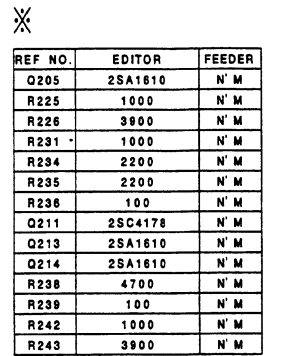 ※
REF NO. EDITOR FEEDER
Q205 2SA1610 N' M
R225 1000 N' M
R226 3900 N' M
R231 1000 N' M
R234 2200 N' M
R235 2200 N' M
R236 100 N' M
Q211 2SC4178 N' M
Q213 2SA1610 N' M
Q214 2SA1610 N' M
R238 4700 N' M
R239 100 N' M
R242 1000 N' M
R243 3900 N' M